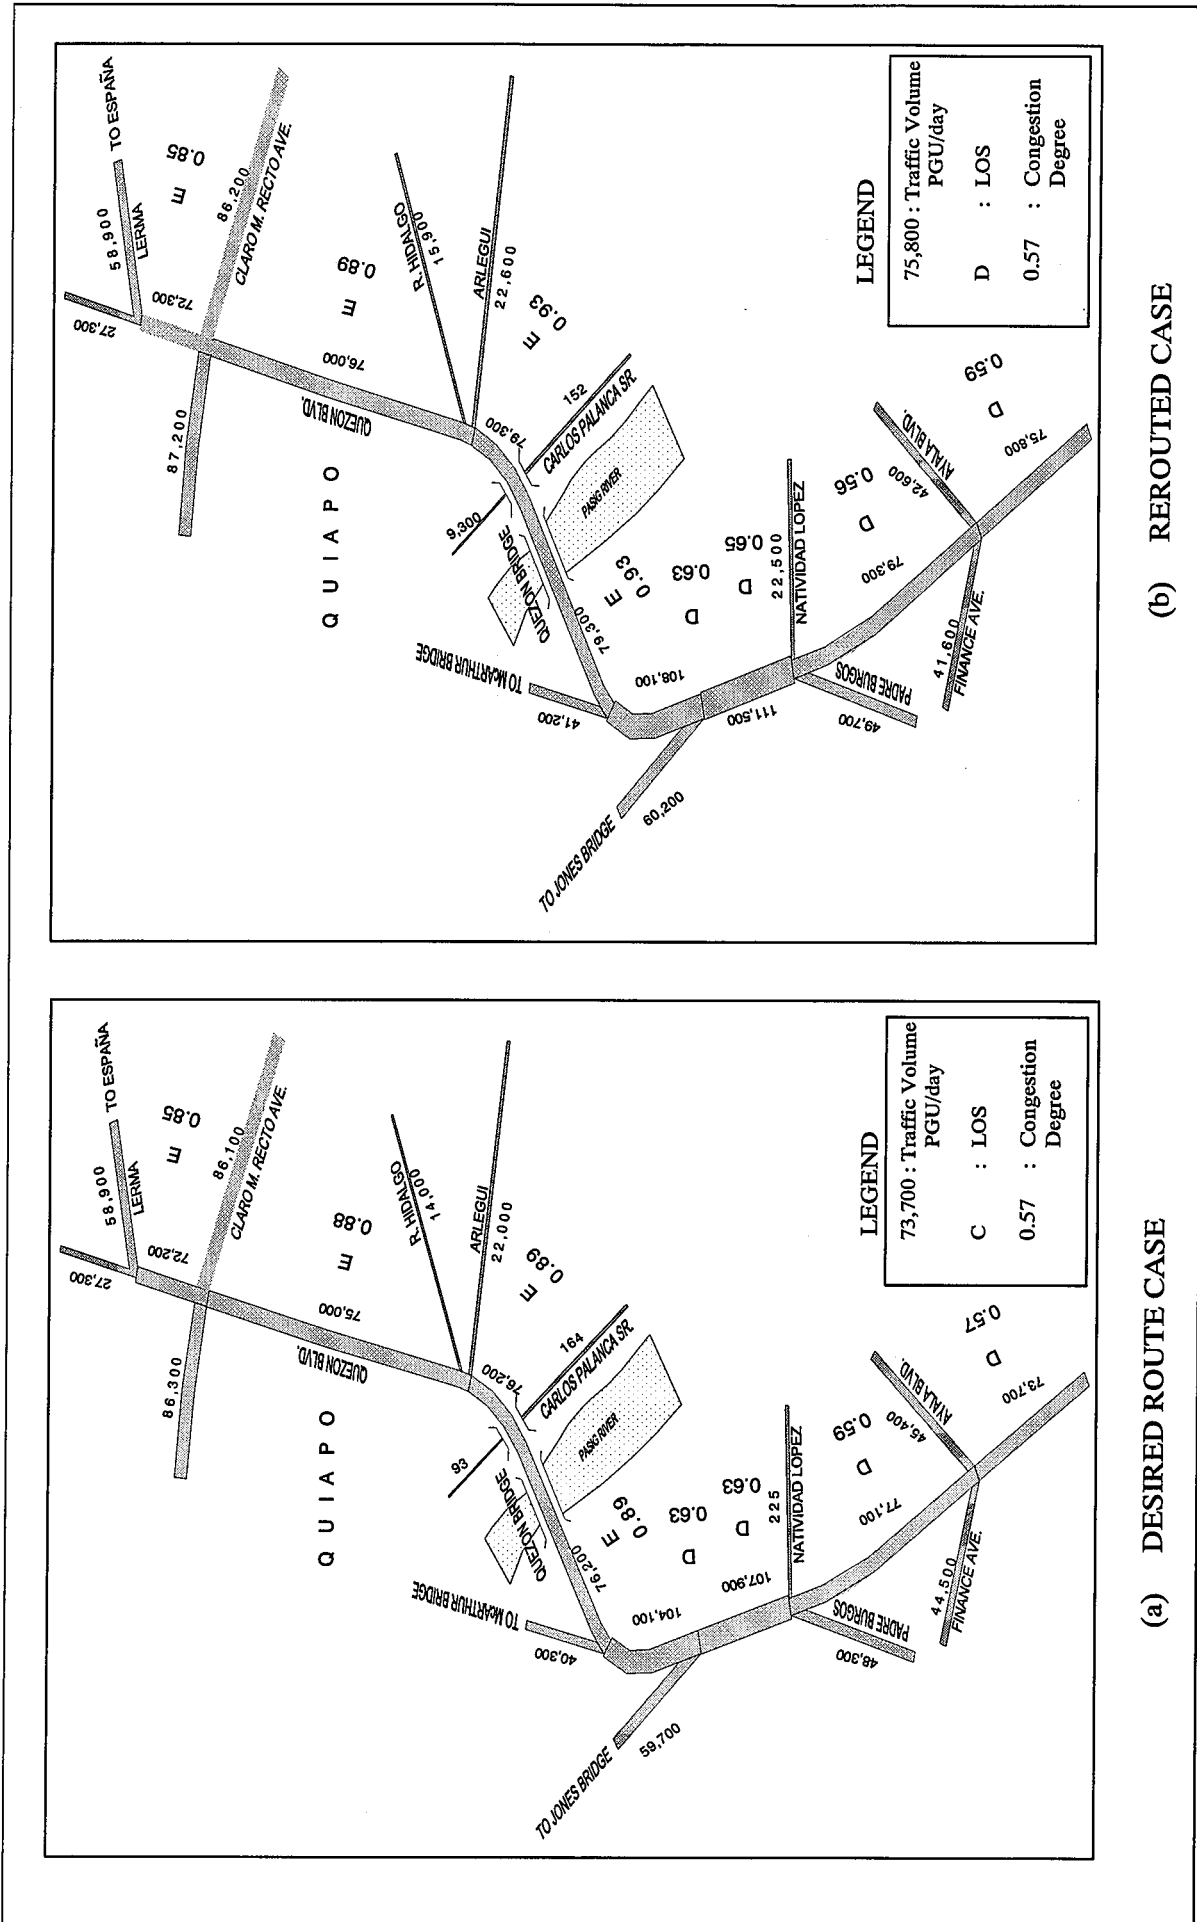 TO ESPAÑA
58,900
LERMA
27,300
72,200
E
0.85
86,100
CLARO M. RECTO AVE.
86,300
QUIAPO
75,000
QUEZON BLVD.
E
0.88
R. HIDALGO
14,000
ARLEGUI
22,000
76,200
E
0.89
164
CARLOS PALANCA SR.
93
QUEZON BRIDGE
PASIG RIVER
TO McARTHUR BRIDGE
40,300
76,200
E
0.89
104,100
D
0.63
TO JONES BRIDGE
59,700
107,900
D
0.63
225
NATIVIDAD LOPEZ
PADRE BURGOS
48,300
77,100
D
0.59
AYALA BLVD.
45,400
44,500
FINANCE AVE.
73,700
D
0.57
LEGEND
73,700 : Traffic Volume
PGU/day
C : LOS
0.57 : Congestion
Degree
(a) DESIRED ROUTE CASE
TO ESPAÑA
58,900
LERMA
27,300
72,300
E
0.85
86,200
CLARO M. RECTO AVE.
87,200
QUIAPO
76,000
QUEZON BLVD.
E
0.89
R. HIDALGO
15,900
ARLEGUI
22,600
79,300
E
0.93
152
CARLOS PALANCA SR.
9,300
QUEZON BRIDGE
PASIG RIVER
TO McARTHUR BRIDGE
41,200
79,300
E
0.93
108,100
D
0.63
TO JONES BRIDGE
60,200
111,500
D
0.65
22,500
NATIVIDAD LOPEZ
PADRE BURGOS
49,700
79,300
D
0.56
AYALA BLVD.
42,600
41,600
FINANCE AVE.
75,800
D
0.59
LEGEND
75,800 : Traffic Volume
PGU/day
D : LOS
0.57 : Congestion
Degree
(b) REROUTED CASE